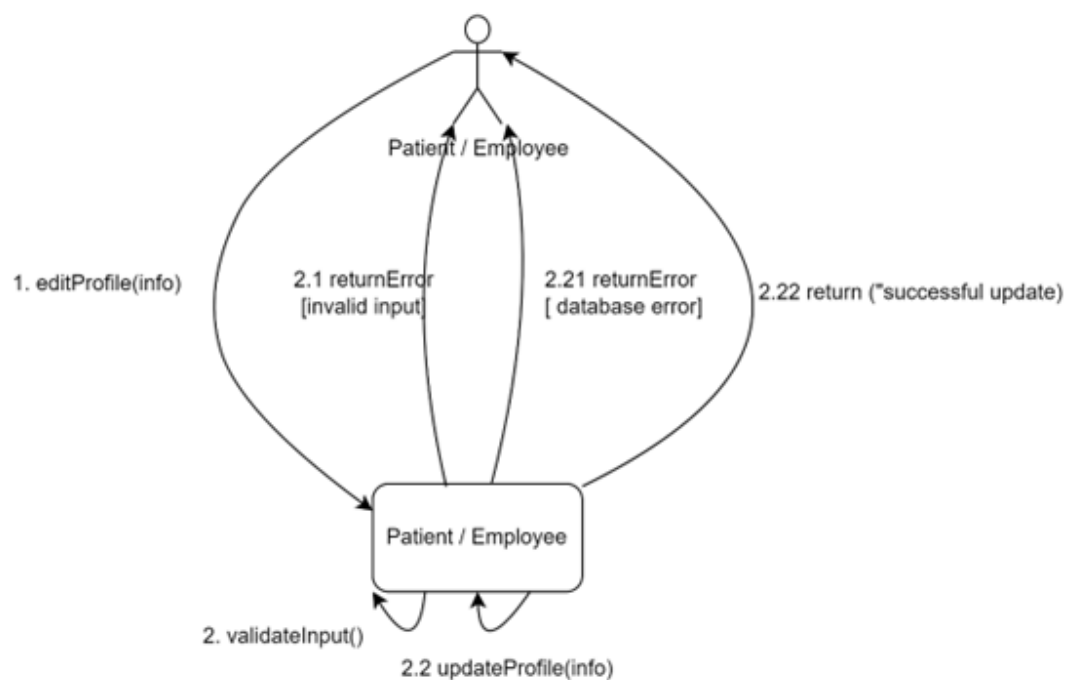 Patient / Employee
1. editProfile(info)
2.1 returnError
[invalid input]
2.21 returnError
[ database error]
2.22 return ("successful update)
Patient / Employee
2. validateInput()
2.2 updateProfile(info)